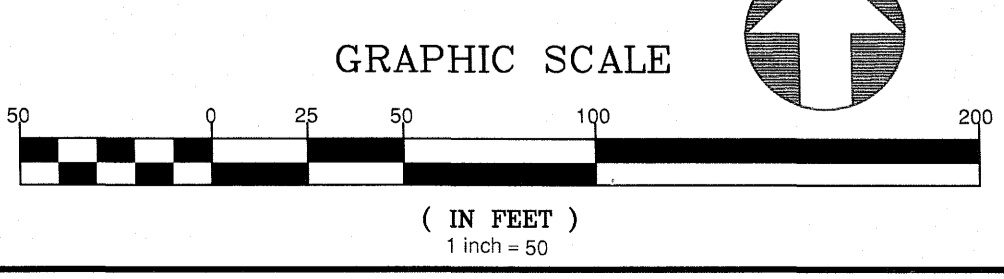 GRAPHIC SCALE
50 0 25 50 100 200
( IN FEET )
1 inch = 50